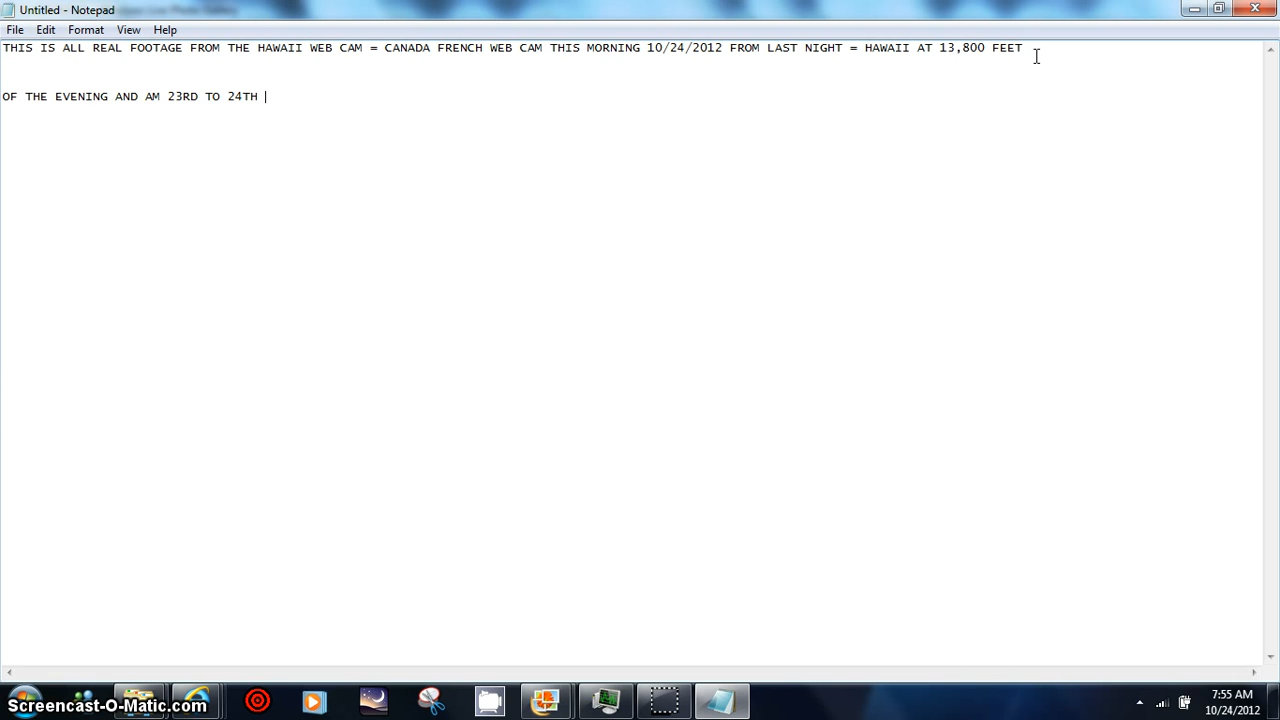 Untitled - Notepad
File Edit Format View Help
THIS IS ALL REAL FOOTAGE FROM THE HAWAII WEB CAM = CANADA FRENCH WEB CAM THIS MORNING 10/24/2012 FROM LAST NIGHT = HAWAII AT 13,800 FEET
OF THE EVENING AND AM 23RD TO 24TH
Screencast-O-Matic.com
7:55 AM
10/24/2012